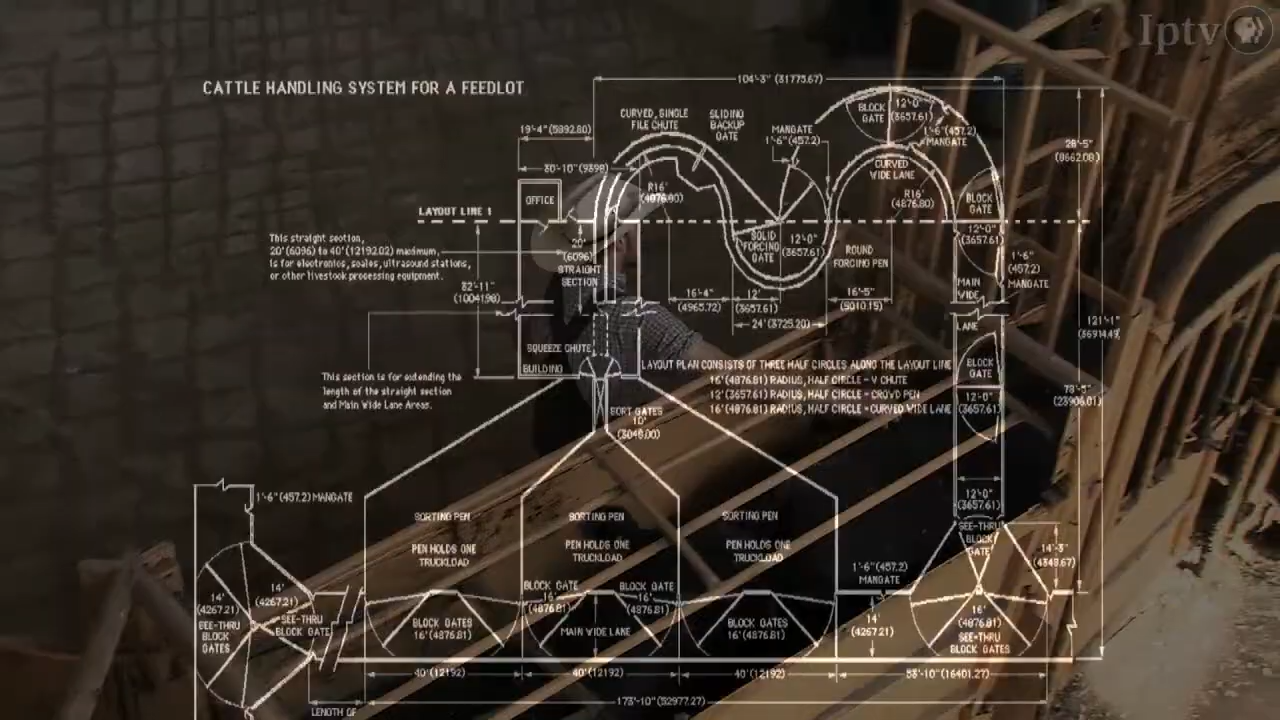 Iptv
CATTLE HANDLING SYSTEM FOR A FEEDLOT
104'-3" (31775.67)
CURVED, SINGLE
FILE CHUTE
SLIDING
BACKUP
GATE
MANGATE
1'-6" (457.2)
BLOCK
GATE
12'-0"
(3657.61)
1'-6" (457.2)
MANGATE
19'-4" (5892.80)
30'-10" (9398)
28'-5"
(8662.08)
CURVED
WIDE LANE
R16'
(4876.80)
R16'
(4876.80)
OFFICE
BLOCK
GATE
LAYOUT LINE 1
This straight section,
20' (6096) to 40' (12192.02) maximum,
is for electronics, scales, ultrasound stations,
or other livestock processing equipment.
20'
(6096)
STRAIGHT
SECTION
SOLID
FORCING
GATE
12'-0"
(3657.61)
ROUND
FORCING PEN
12'-0"
(3657.61)
1'-6"
(457.2)
MANGATE
32'-11"
(10041.98)
16'-4"
(4965.72)
12'
(3657.61)
16'-5"
(5010.15)
24' (3725.20)
MAIN
WIDE
LANE
121'-1"
(36914.49)
SQUEEZE CHUTE
BUILDING
LAYOUT PLAN CONSISTS OF THREE HALF CIRCLES ALONG THE LAYOUT LINE
16' (4876.81) RADIUS, HALF CIRCLE - V CHUTE
12' (3657.61) RADIUS, HALF CIRCLE - CROWD PEN
16' (4876.81) RADIUS, HALF CIRCLE - CURVED WIDE LANE
BLOCK
GATE
12'-0"
(3657.61)
78'-5"
(23906.01)
This section is for extending the
length of the straight section
and Main Wide Lane Areas.
SORT GATES
10'
(3048.00)
1'-6" (457.2) MANGATE
12'-0"
(3657.61)
SORTING PEN
PEN HOLDS ONE
TRUCKLOAD
SORTING PEN
PEN HOLDS ONE
TRUCKLOAD
SORTING PEN
PEN HOLDS ONE
TRUCKLOAD
SEE-THRU
BLOCK
GATE
14'-3"
(4348.67)
1'-6" (457.2)
MANGATE
14'
(4267.21)
SEE-THRU
BLOCK
GATES
14'
(4267.21)
SEE-THRU
BLOCK GATE
BLOCK GATES
16' (4876.81)
BLOCK GATE
16'
(4876.81)
BLOCK GATE
16'
(4876.81)
MAIN WIDE LANE
BLOCK GATES
16' (4876.81)
14'
(4267.21)
16'
(4876.81)
SEE-THRU
BLOCK GATES
40' (12192)
40' (12192)
40' (12192)
53'-10" (16401.27)
173'-10" (52977.27)
LENGTH OF